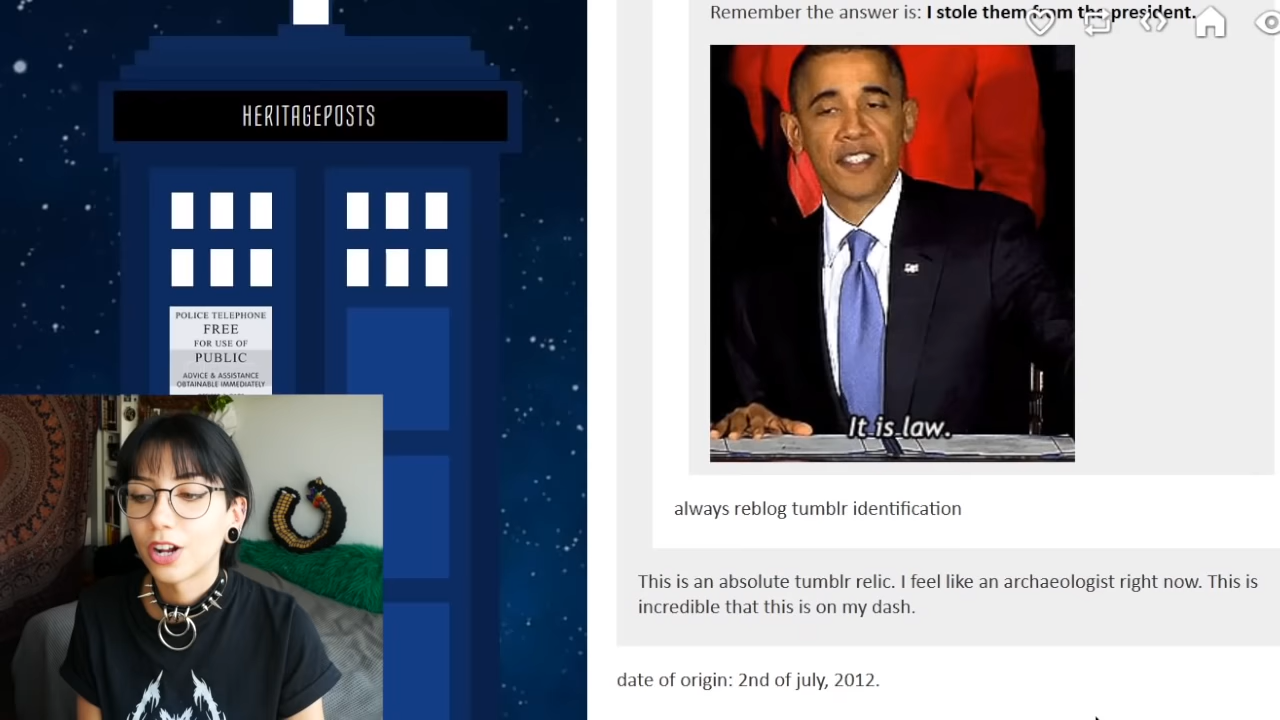 HERITAGEPOSTS
POLICE TELEPHONE
FREE
FOR USE OF
PUBLIC
ADVICE & ASSISTANCE
OBTAINABLE IMMEDIATELY
Remember the answer is: I stole them from the president.
It is law.
always reblog tumblr identification
This is an absolute tumblr relic. I feel like an archaeologist right now. This is
incredible that this is on my dash.
date of origin: 2nd of july, 2012.